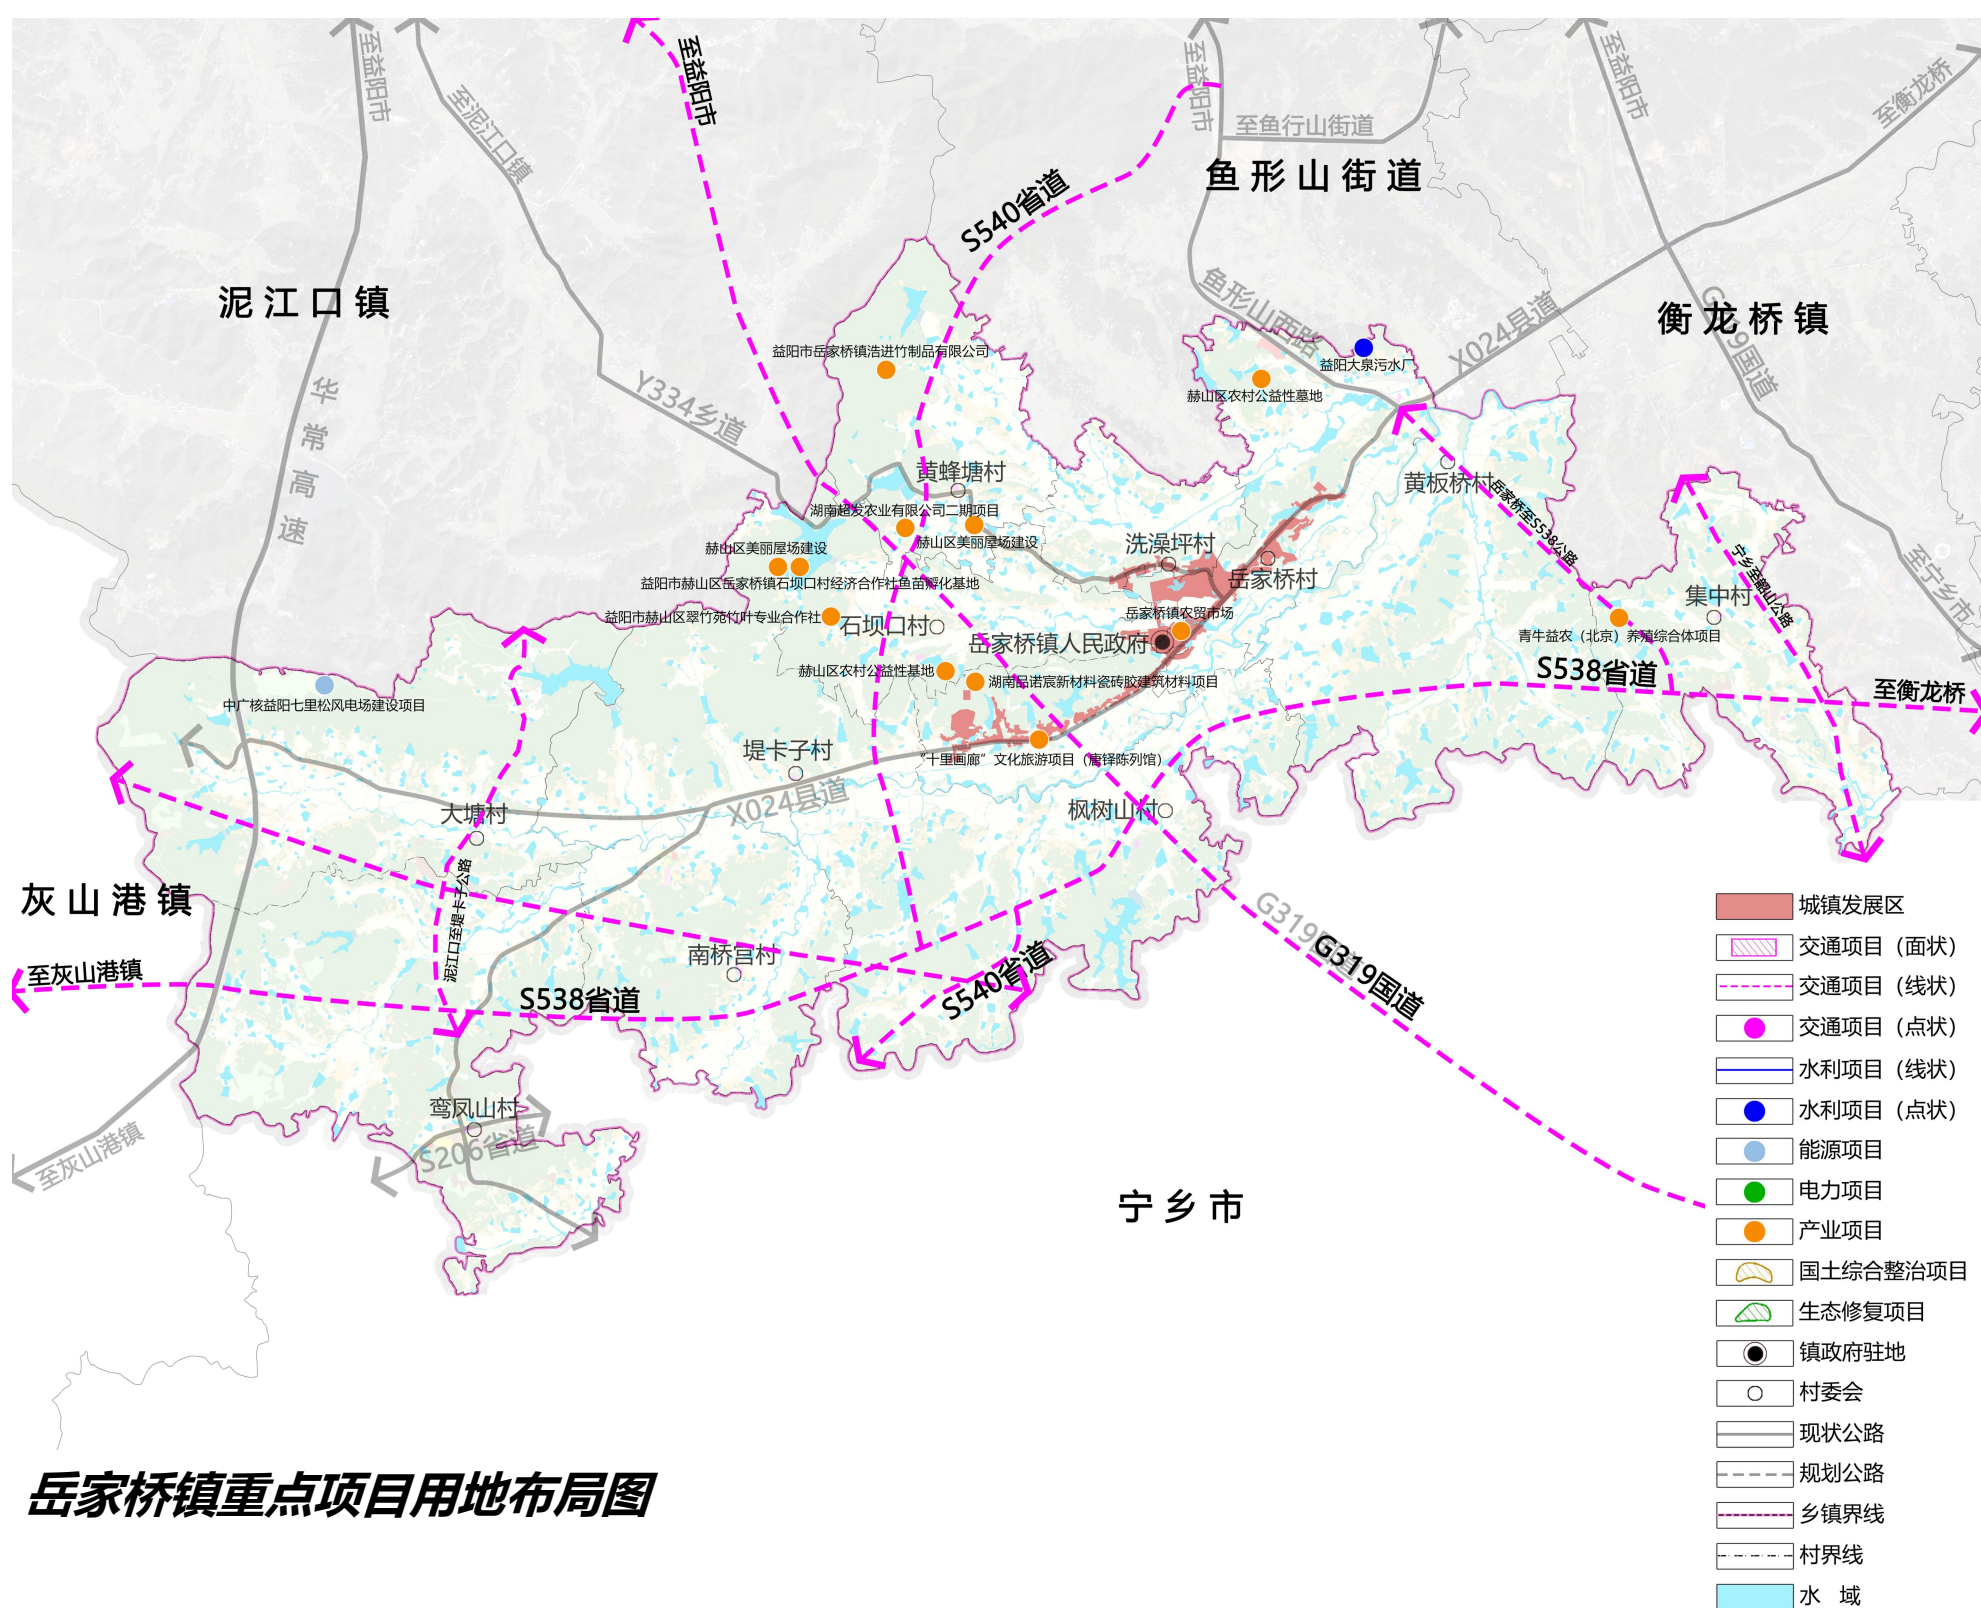 至益阳市
至泥江口镇
至益阳市
至益阳市
至鱼行山街道
至益阳市
至衡龙桥
鱼形山街道
S540省道
泥江口镇
衡龙桥镇
鱼形山西路
X024县道
G319国道
华常高速
Y334乡道
益阳市岳家桥镇浩进竹制品有限公司
益阳大泉污水厂
赫山区农村公益性墓地
黄蜂塘村
黄板桥村
岳家桥至S538公路
湖南超发农业有限公司二期项目
赫山区美丽屋场建设
赫山区美丽屋场建设
洗澡坪村
岳家桥村
宁乡至韶山公路
至宁乡市
益阳市赫山区岳家桥镇石坝口村经济合作社鱼苗孵化基地
集中村
益阳市赫山区翠竹苑竹叶专业合作社
石坝口村
岳家桥镇农贸市场
岳家桥镇人民政府
青牛益农（北京）养殖综合体项目
赫山区农村公益性基地
湖南品诺宸新材料瓷砖胶建筑材料项目
S538省道
至衡龙桥
中广核益阳七里松风电场建设项目
堤卡子村
“十里画廊”文化旅游项目（唐铎陈列馆）
X024县道
大塘村
枫树山村
灰山港镇
泥江口至堤卡子公路
G319国道
G319国道
至灰山港镇
南桥宫村
S540省道
S538省道
鸾凤山村
S206省道
至灰山港镇
宁乡市
城镇发展区
交通项目（面状）
交通项目（线状）
交通项目（点状）
水利项目（线状）
水利项目（点状）
能源项目
电力项目
产业项目
国土综合整治项目
生态修复项目
镇政府驻地
村委会
现状公路
规划公路
乡镇界线
村界线
水 域
岳家桥镇重点项目用地布局图